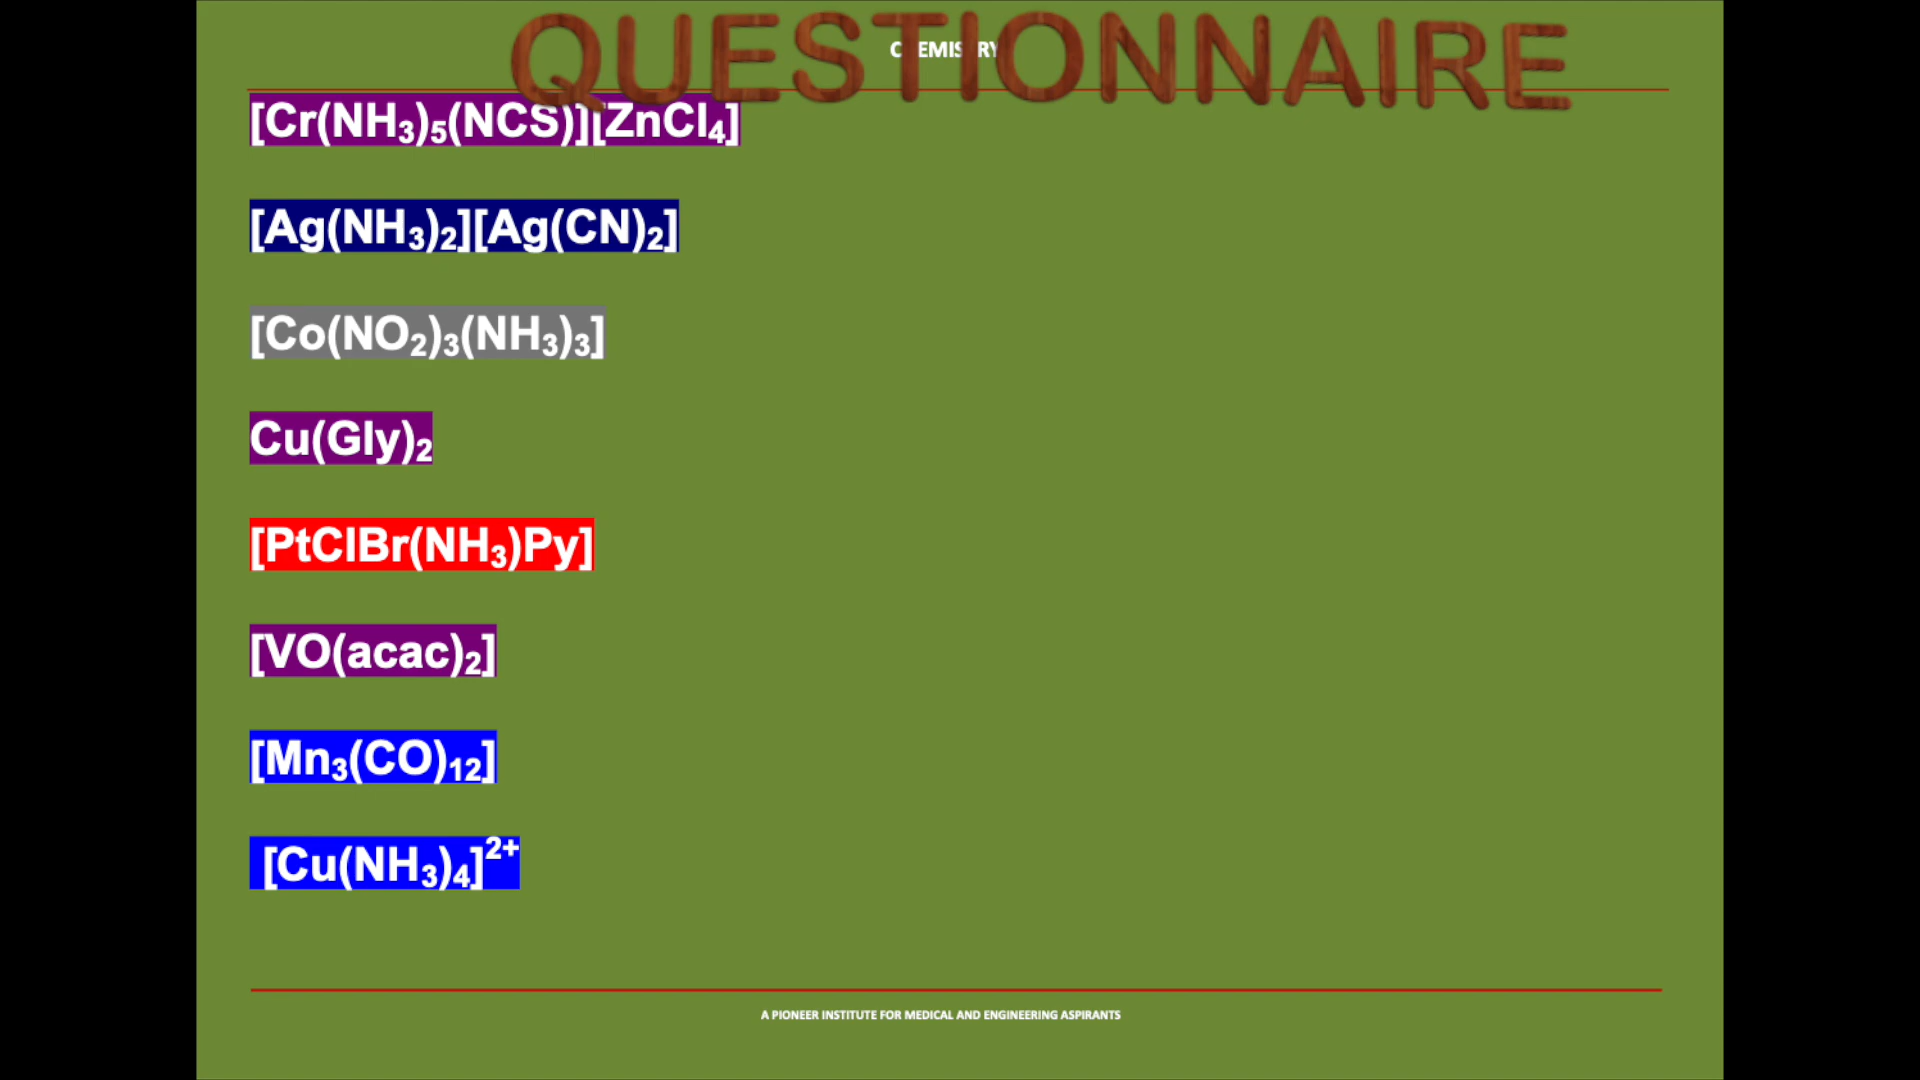 QUESTIONNAIRE
CHEMISTRY
[Cr(NH₃)₅(NCS)][ZnCl₄]
[Ag(NH₃)₂][Ag(CN)₂]
[Co(NO₂)₃(NH₃)₃]
Cu(Gly)₂
[PtClBr(NH₃)Py]
[VO(acac)₂]
[Mn₃(CO)₁₂]
[Cu(NH₃)₄]²⁺
A PIONEER INSTITUTE FOR MEDICAL AND ENGINEERING ASPIRANTS